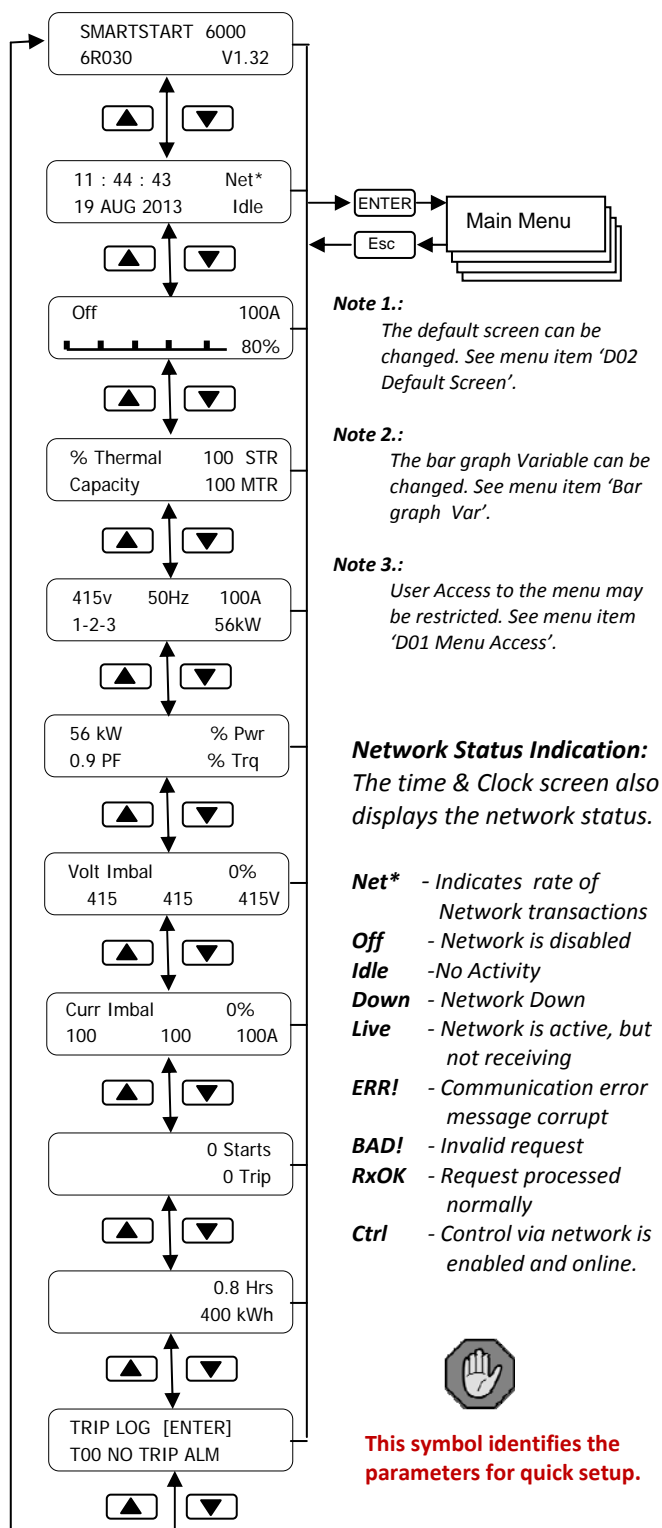 SMARTSTART 6000
6R030 V1.32
11 : 44 : 43 Net*
19 AUG 2013 Idle
ENTER
Esc
Main Menu
Off 100A
80%
Note 1.:
The default screen can be
changed. See menu item ‘D02
Default Screen’.
% Thermal 100 STR
Capacity 100 MTR
Note 2.:
The bar graph Variable can be
changed. See menu item ‘Bar
graph Var’.
415v 50Hz 100A
1-2-3 56kW
Note 3.:
User Access to the menu may
be restricted. See menu item
‘D01 Menu Access’.
56 kW % Pwr
0.9 PF % Trq
Volt Imbal 0%
415 415 415V
Curr Imbal 0%
100 100 100A
0 Starts
0 Trip
0.8 Hrs
400 kWh
TRIP LOG [ENTER]
T00 NO TRIP ALM
Network Status Indication:
The time & Clock screen also
displays the network status.
Net* - Indicates rate of
Network transactions
Off - Network is disabled
Idle -No Activity
Down - Network Down
Live - Network is active, but
not receiving
ERR! - Communication error
message corrupt
BAD! - Invalid request
RxOK - Request processed
normally
Ctrl - Control via network is
enabled and online.
This symbol identifies the
parameters for quick setup.